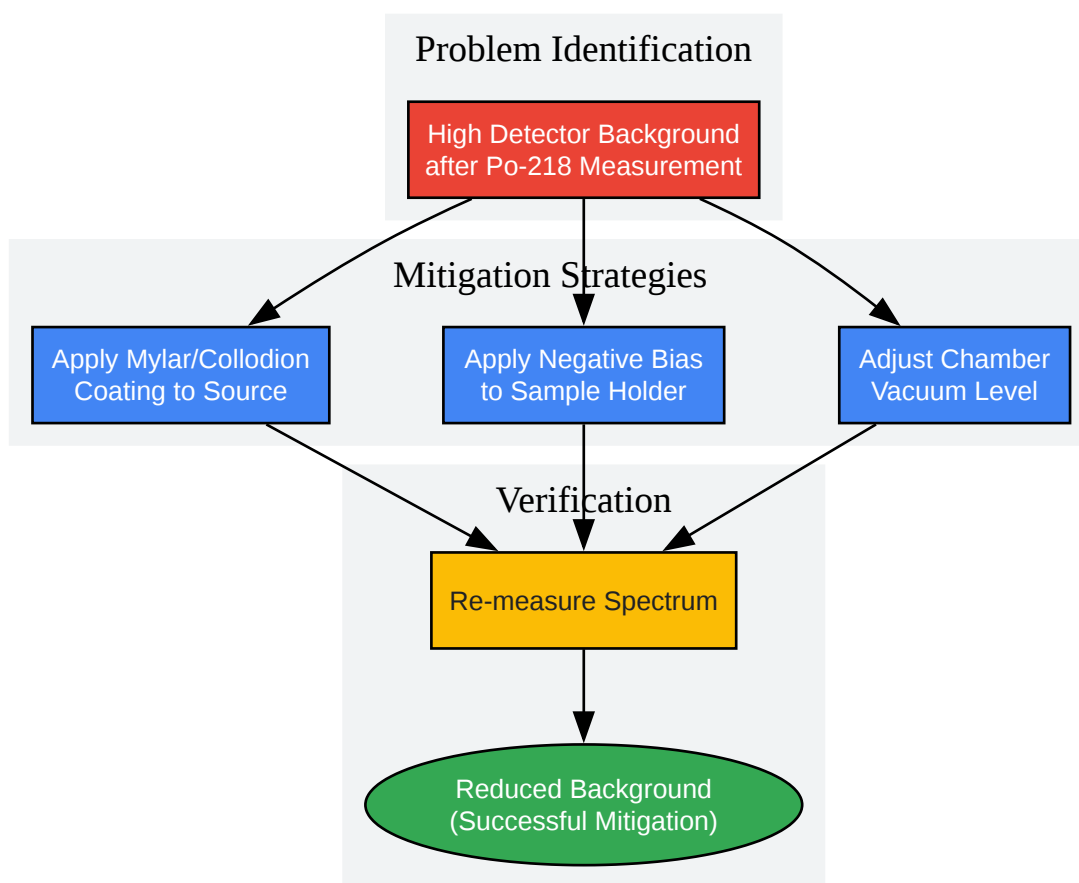 Problem Identification
High Detector Background
after Po-218 Measurement
Mitigation Strategies
Apply Mylar/Collodion
Coating to Source
Apply Negative Bias
to Sample Holder
Adjust Chamber
Vacuum Level
Verification
Re-measure Spectrum
Reduced Background
(Successful Mitigation)